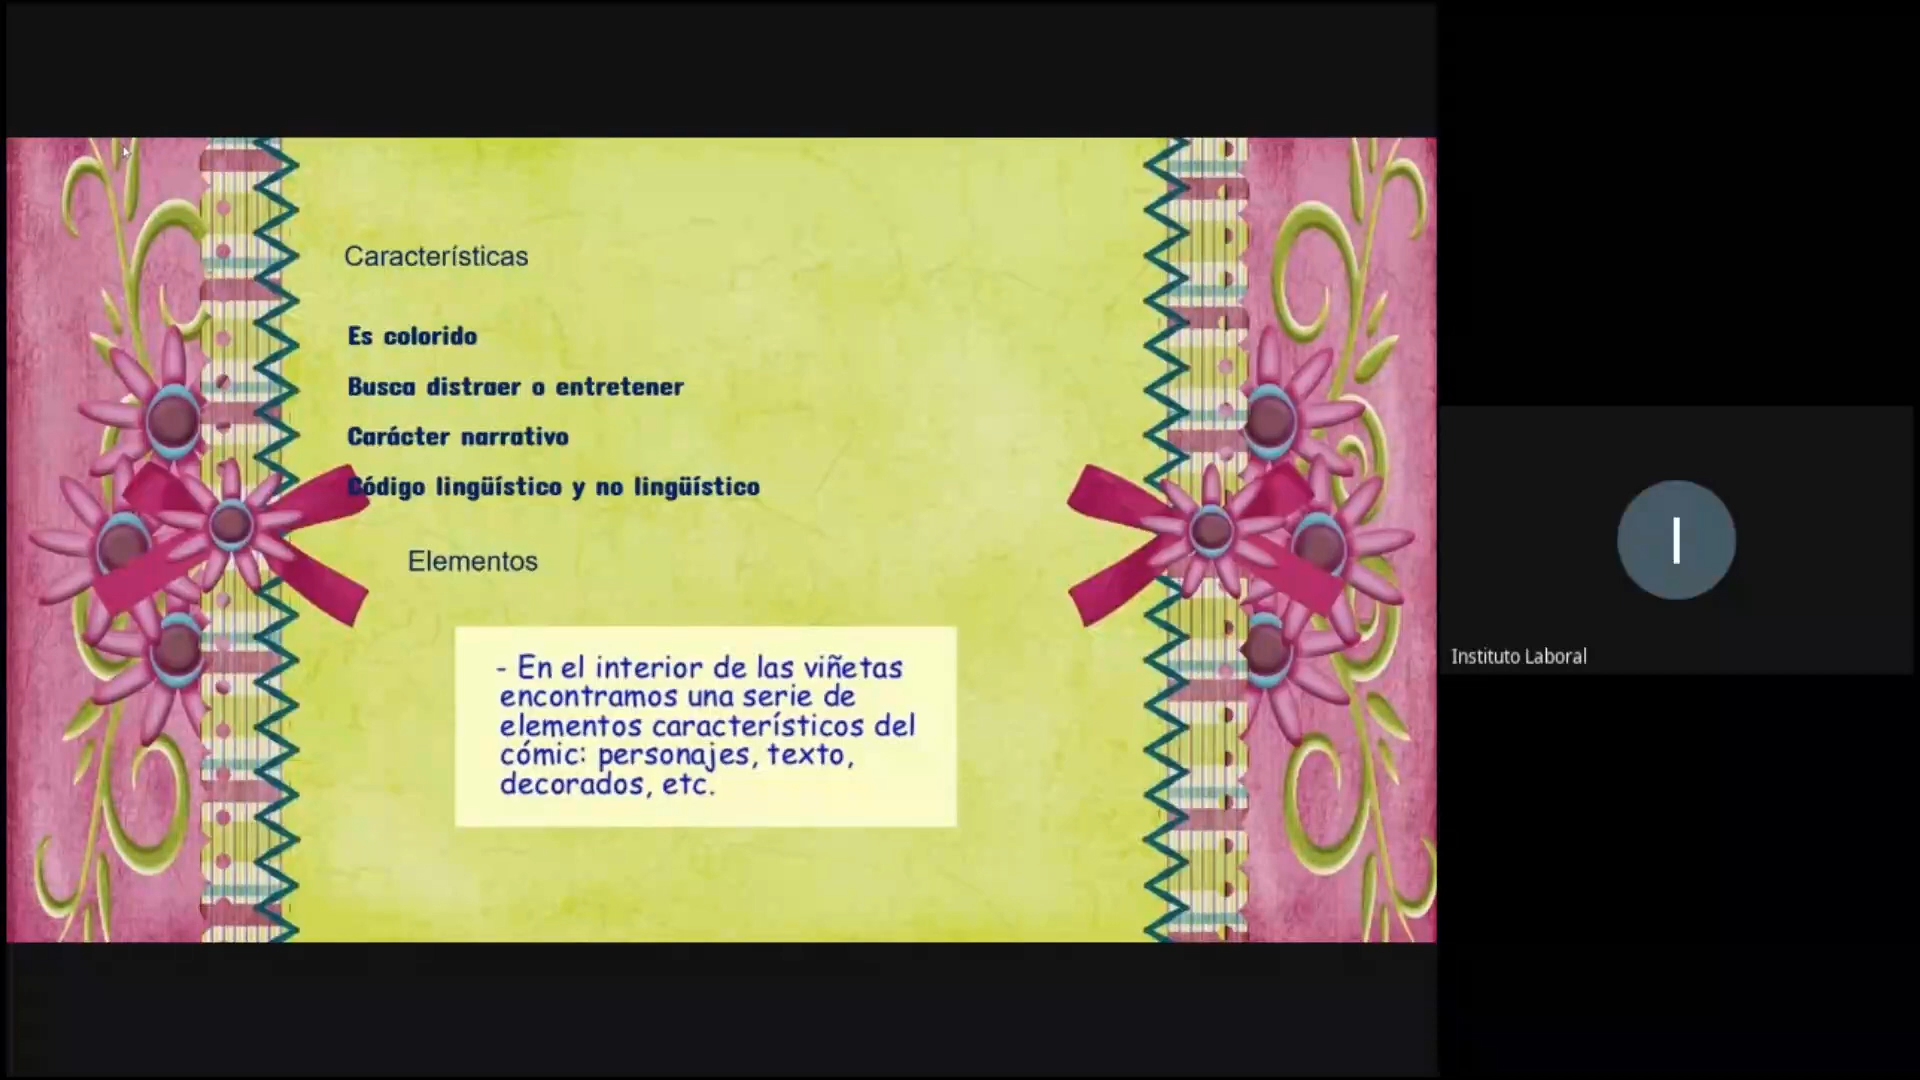 Características
Es colorido
Busca distraer o entretener
Carácter narrativo
Código lingüístico y no lingüístico
Elementos
- En el interior de las viñetas
encontramos una serie de
elementos característicos del
cómic: personajes, texto,
decorados, etc.
I
Instituto Laboral